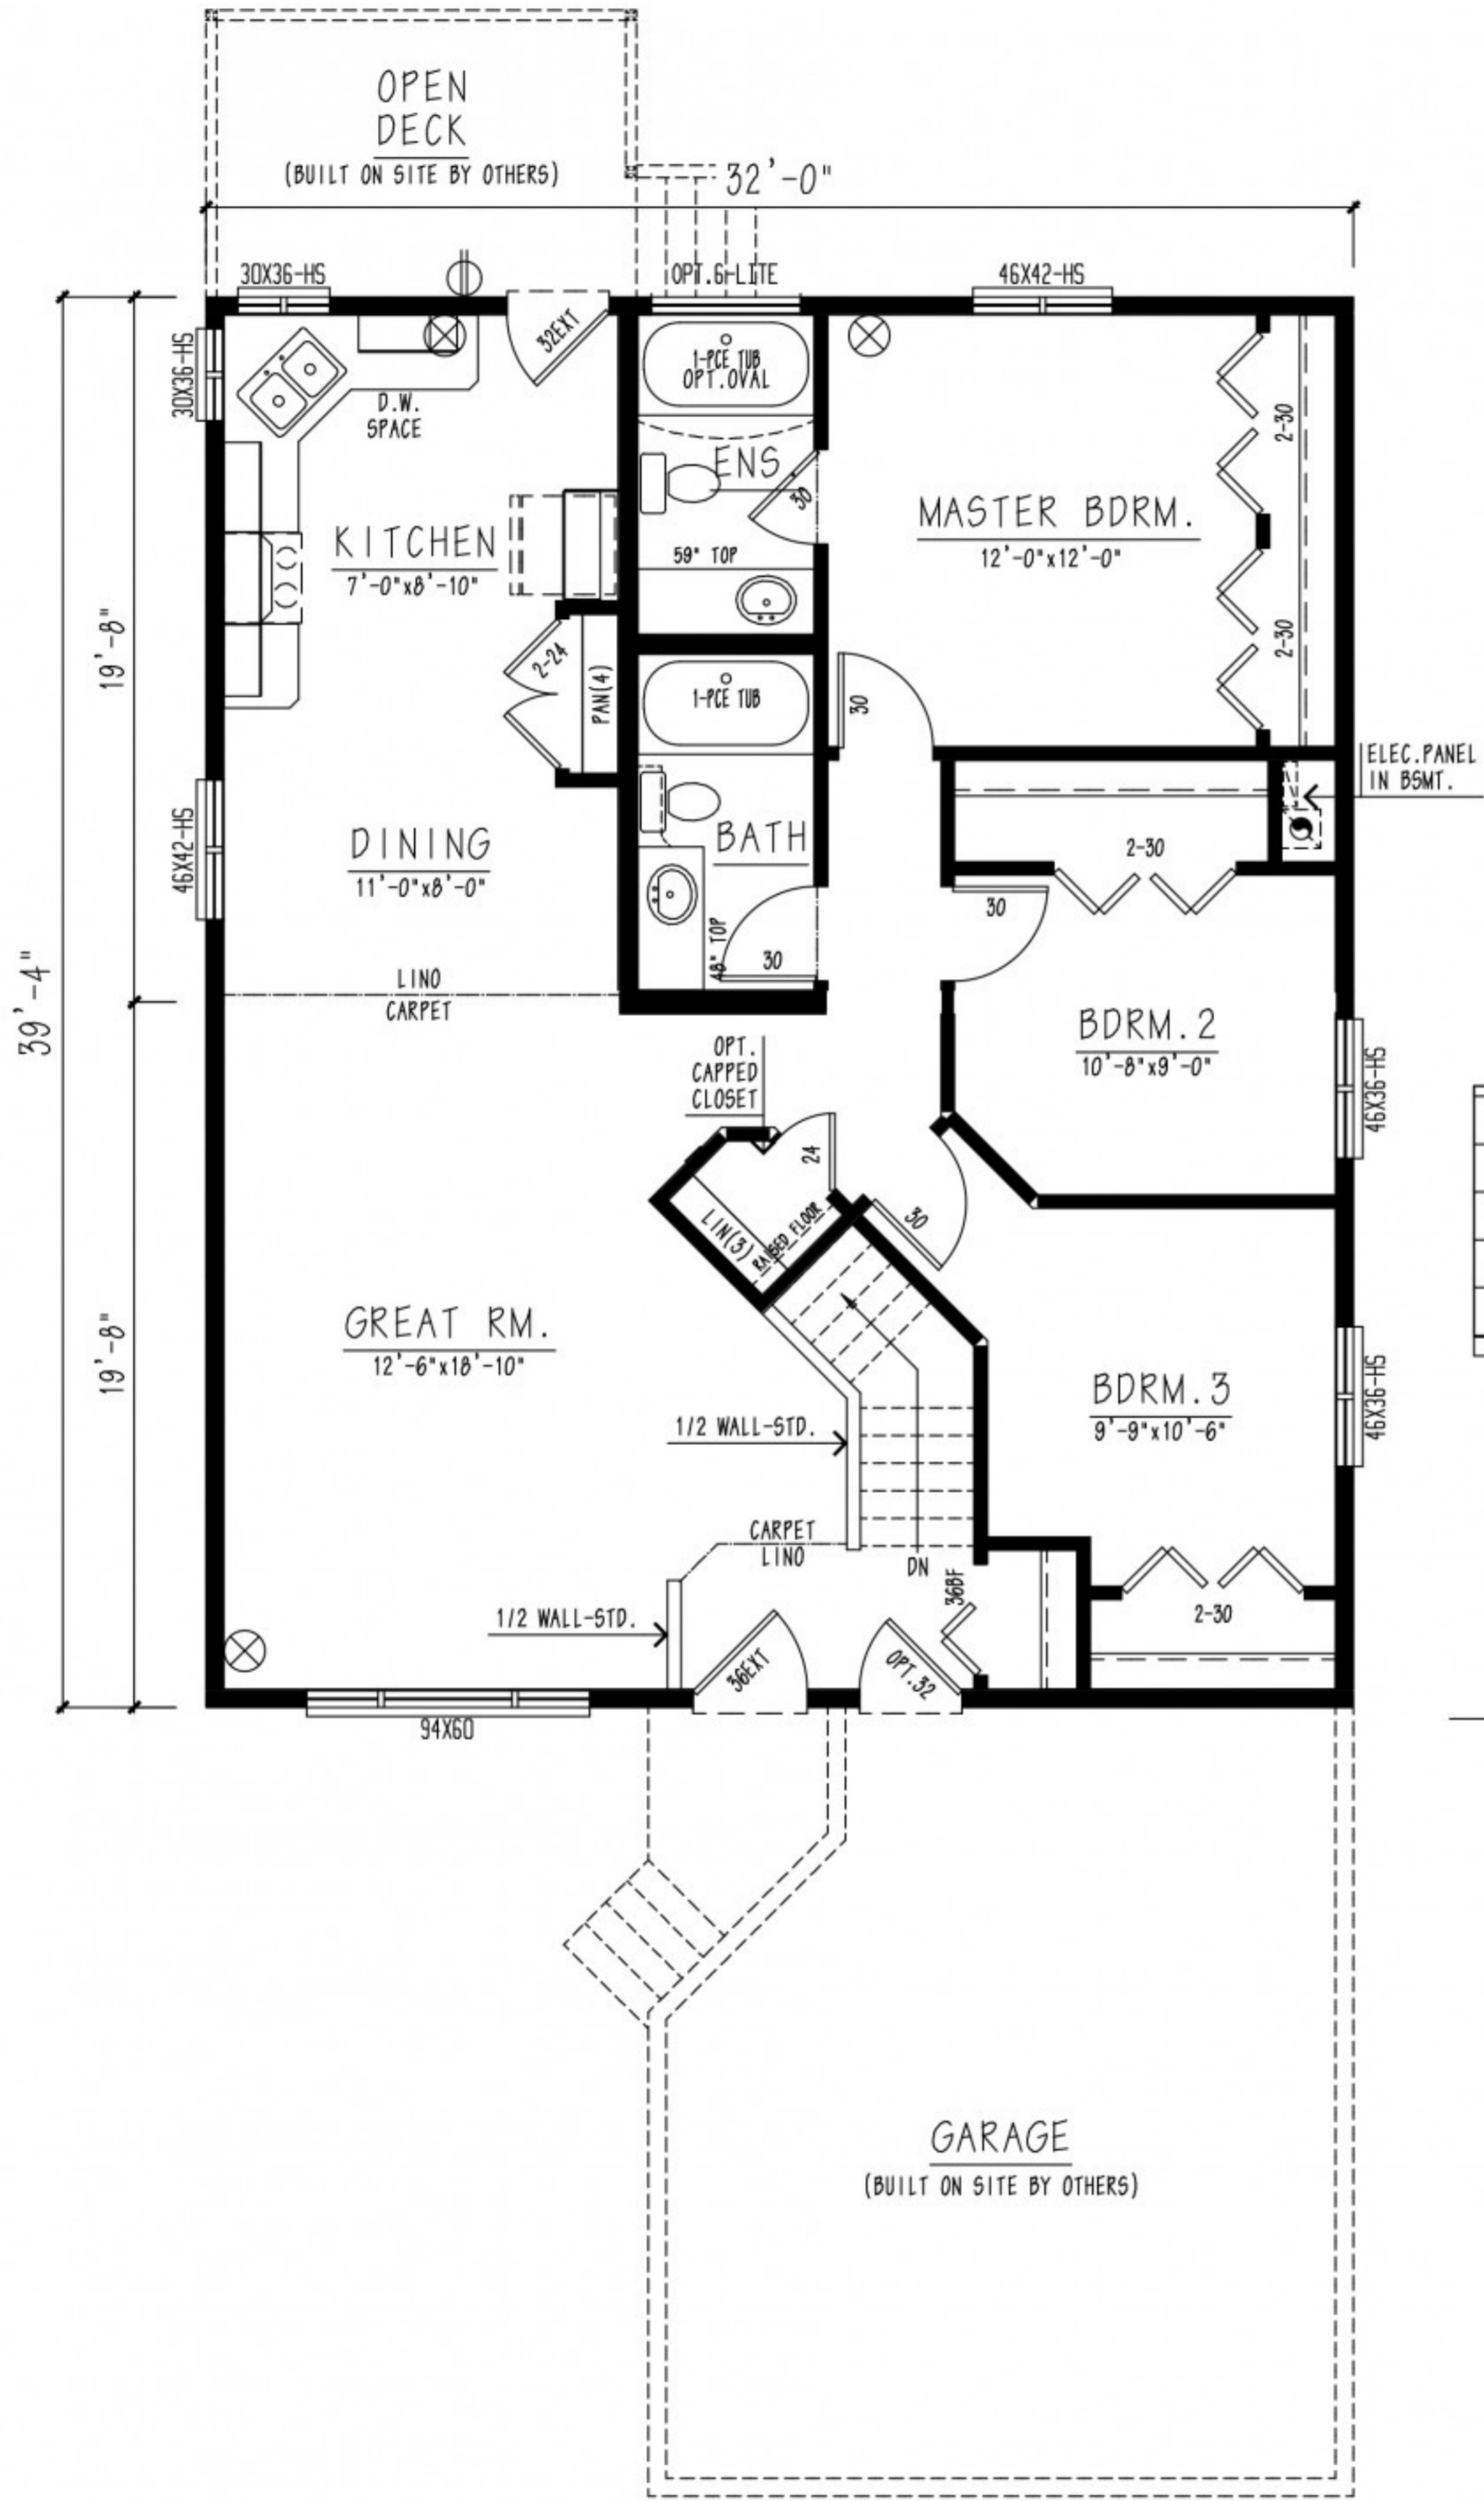 OPEN
DECK
(BUILT ON SITE BY OTHERS)
32'-0"
30X36-HS
OPT.6-LITE
46X42-HS
30X36-HS
32EXT
1-PCE TUB
OPT.OVAL
D.W.
SPACE
2-30
ENS
30
MASTER BDRM.
12'-0"x12'-0"
KITCHEN
7'-0"x8'-10"
59" TOP
19'-8"
2-24
PAN(4)
1-PCE TUB
30
2-30
ELEC.PANEL
IN BSMT.
46X42-HS
DINING
11'-0"x8'-0"
BATH
2-30
30
48" TOP
30
39'-4"
LINO
CARPET
BDRM.2
10'-8"x9'-0"
46X36-HS
OPT.
CAPPED
CLOSET
24
30
LIN(3)
RAISED FLOOR
GREAT RM.
12'-6"x18'-10"
19'-8"
BDRM.3
9'-9"x10'-6"
46X36-HS
1/2 WALL-STD.
CARPET
LINO
DN
36BF
1/2 WALL-STD.
2-30
36EXT
OPT.32
94X60
GARAGE
(BUILT ON SITE BY OTHERS)